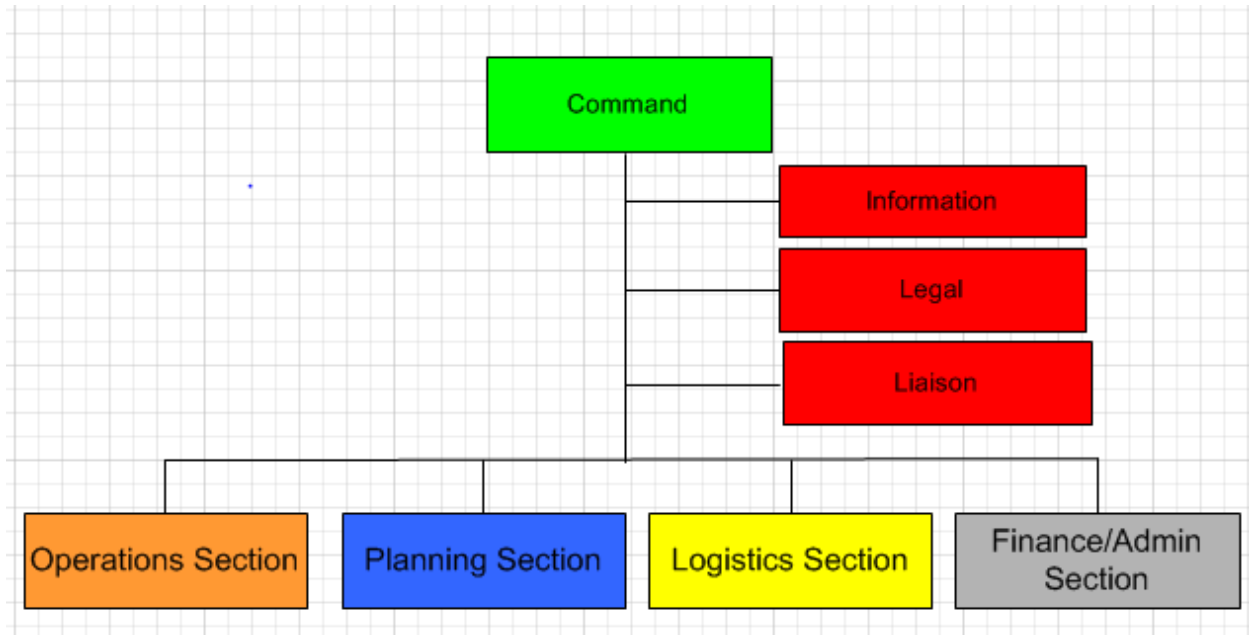 Command
Information
Legal
Liaison
Operations Section
Planning Section
Logistics Section
Finance/Admin
Section